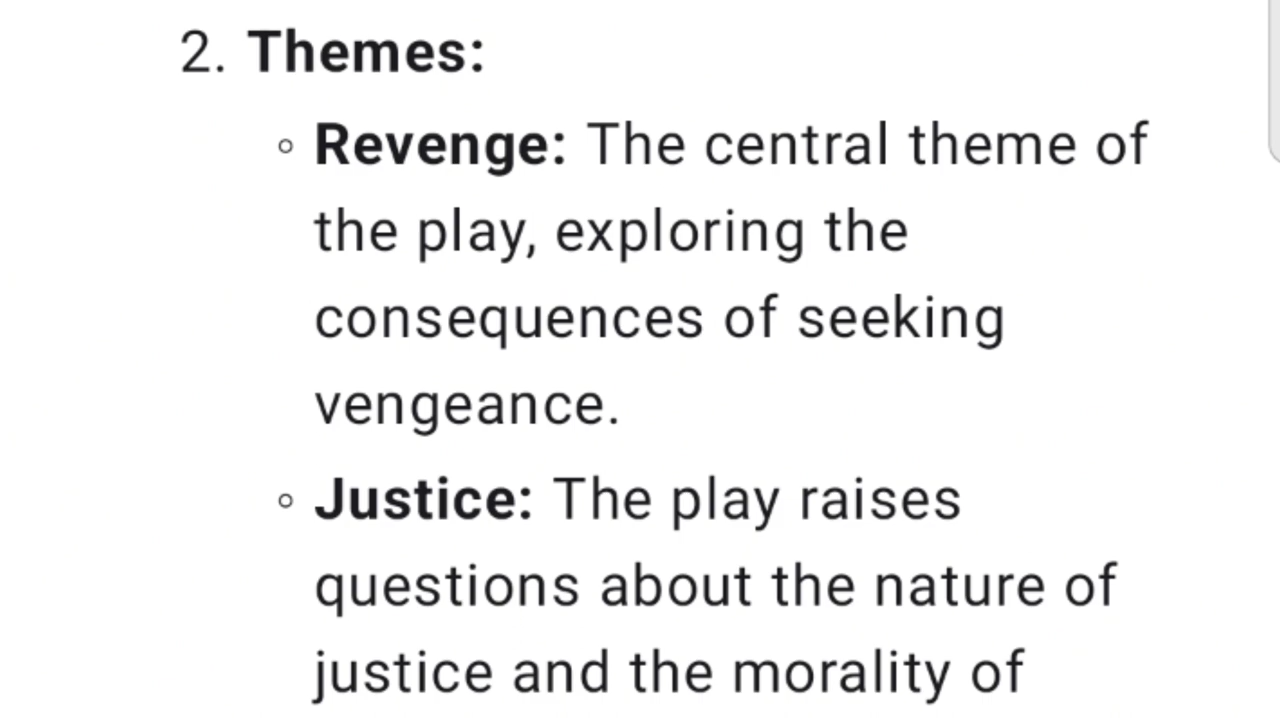 2. Themes:
◦ Revenge: The central theme of
the play, exploring the
consequences of seeking
vengeance.
◦ Justice: The play raises
questions about the nature of
justice and the morality of